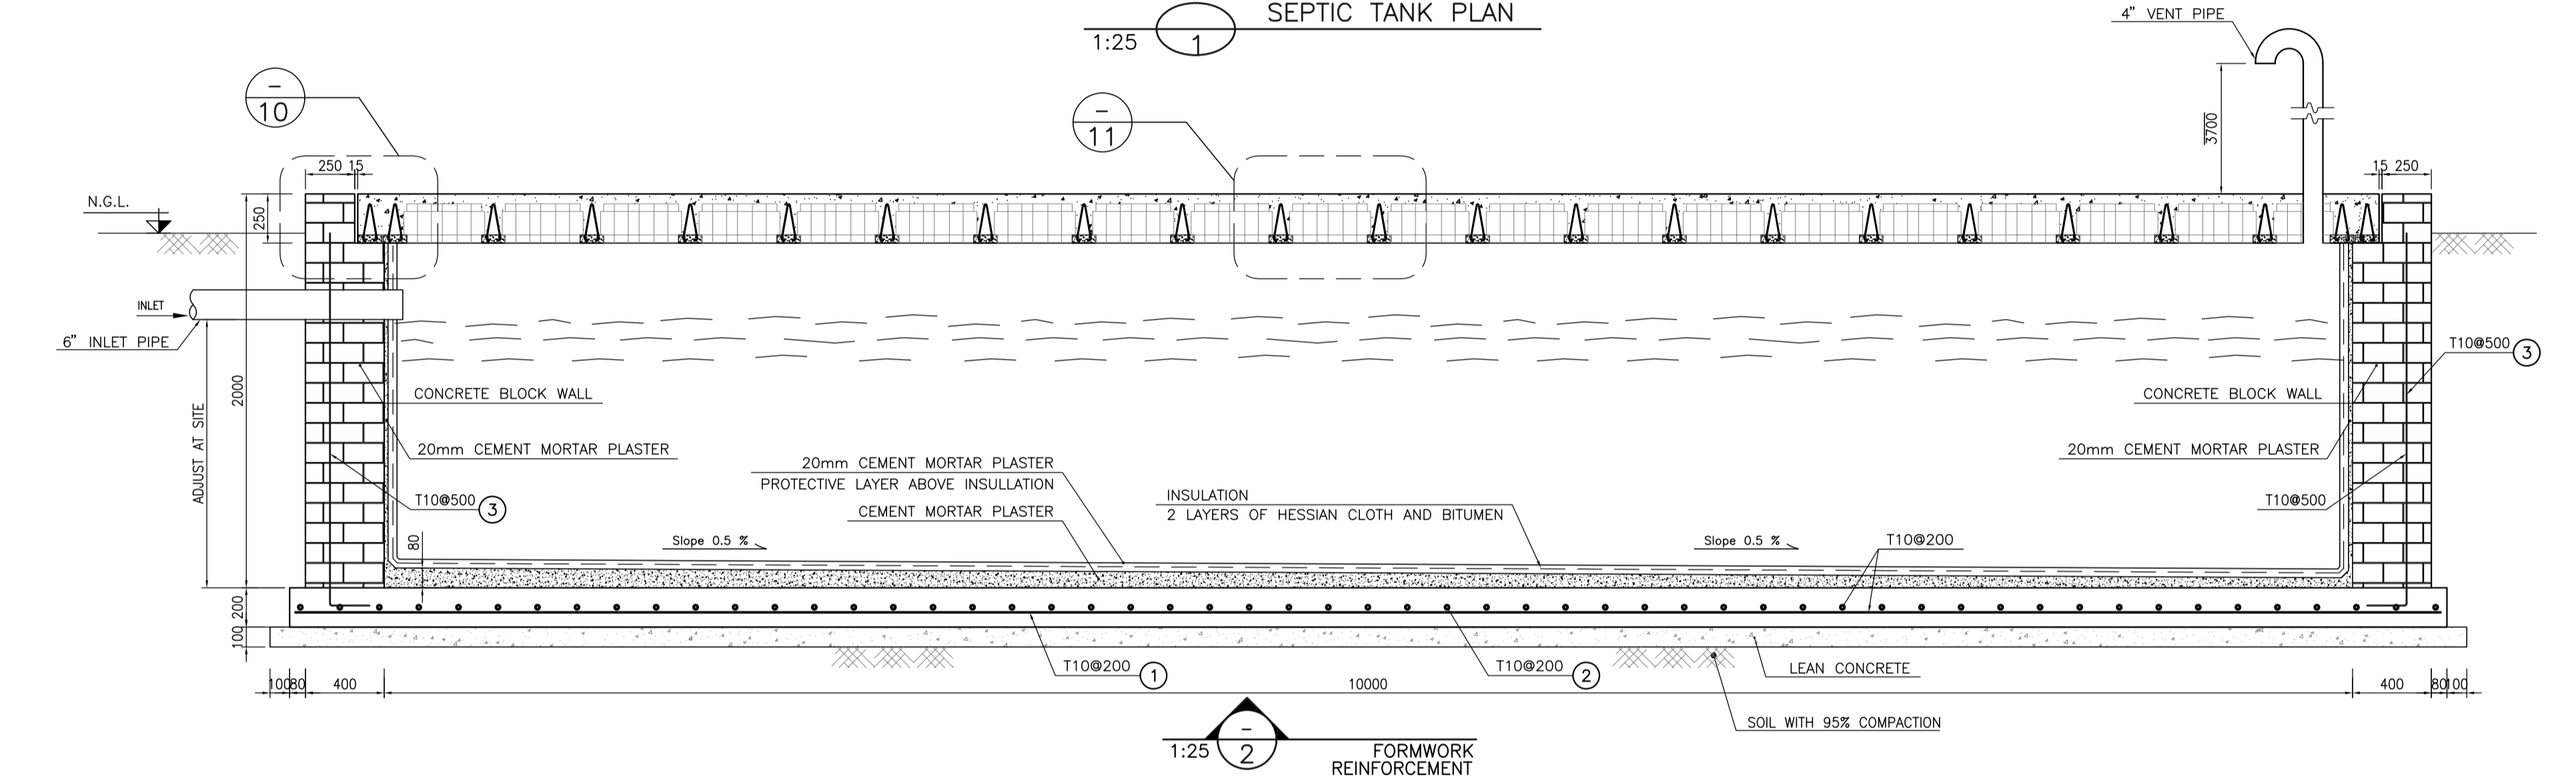 SEPTIC TANK PLAN
1:25
1
4” VENT PIPE
–
10
–
11
3700
250 15
15 250
N.G.L.
250
INLET
6” INLET PIPE
T10@500 3
2000
CONCRETE BLOCK WALL
CONCRETE BLOCK WALL
ADJUST AT SITE
20mm CEMENT MORTAR PLASTER
20mm CEMENT MORTAR PLASTER
20mm CEMENT MORTAR PLASTER
PROTECTIVE LAYER ABOVE INSULLATION
CEMENT MORTAR PLASTER
INSULATION
2 LAYERS OF HESSIAN CLOTH AND BITUMEN
T10@500 3
T10@500
80
Slope 0.5 %
Slope 0.5 %
T10@200
200
100
T10@200 1
T10@200 2
LEAN CONCRETE
100 80 400
10000
400 80 100
SOIL WITH 95% COMPACTION
–
2
1:25
FORMWORK
REINFORCEMENT